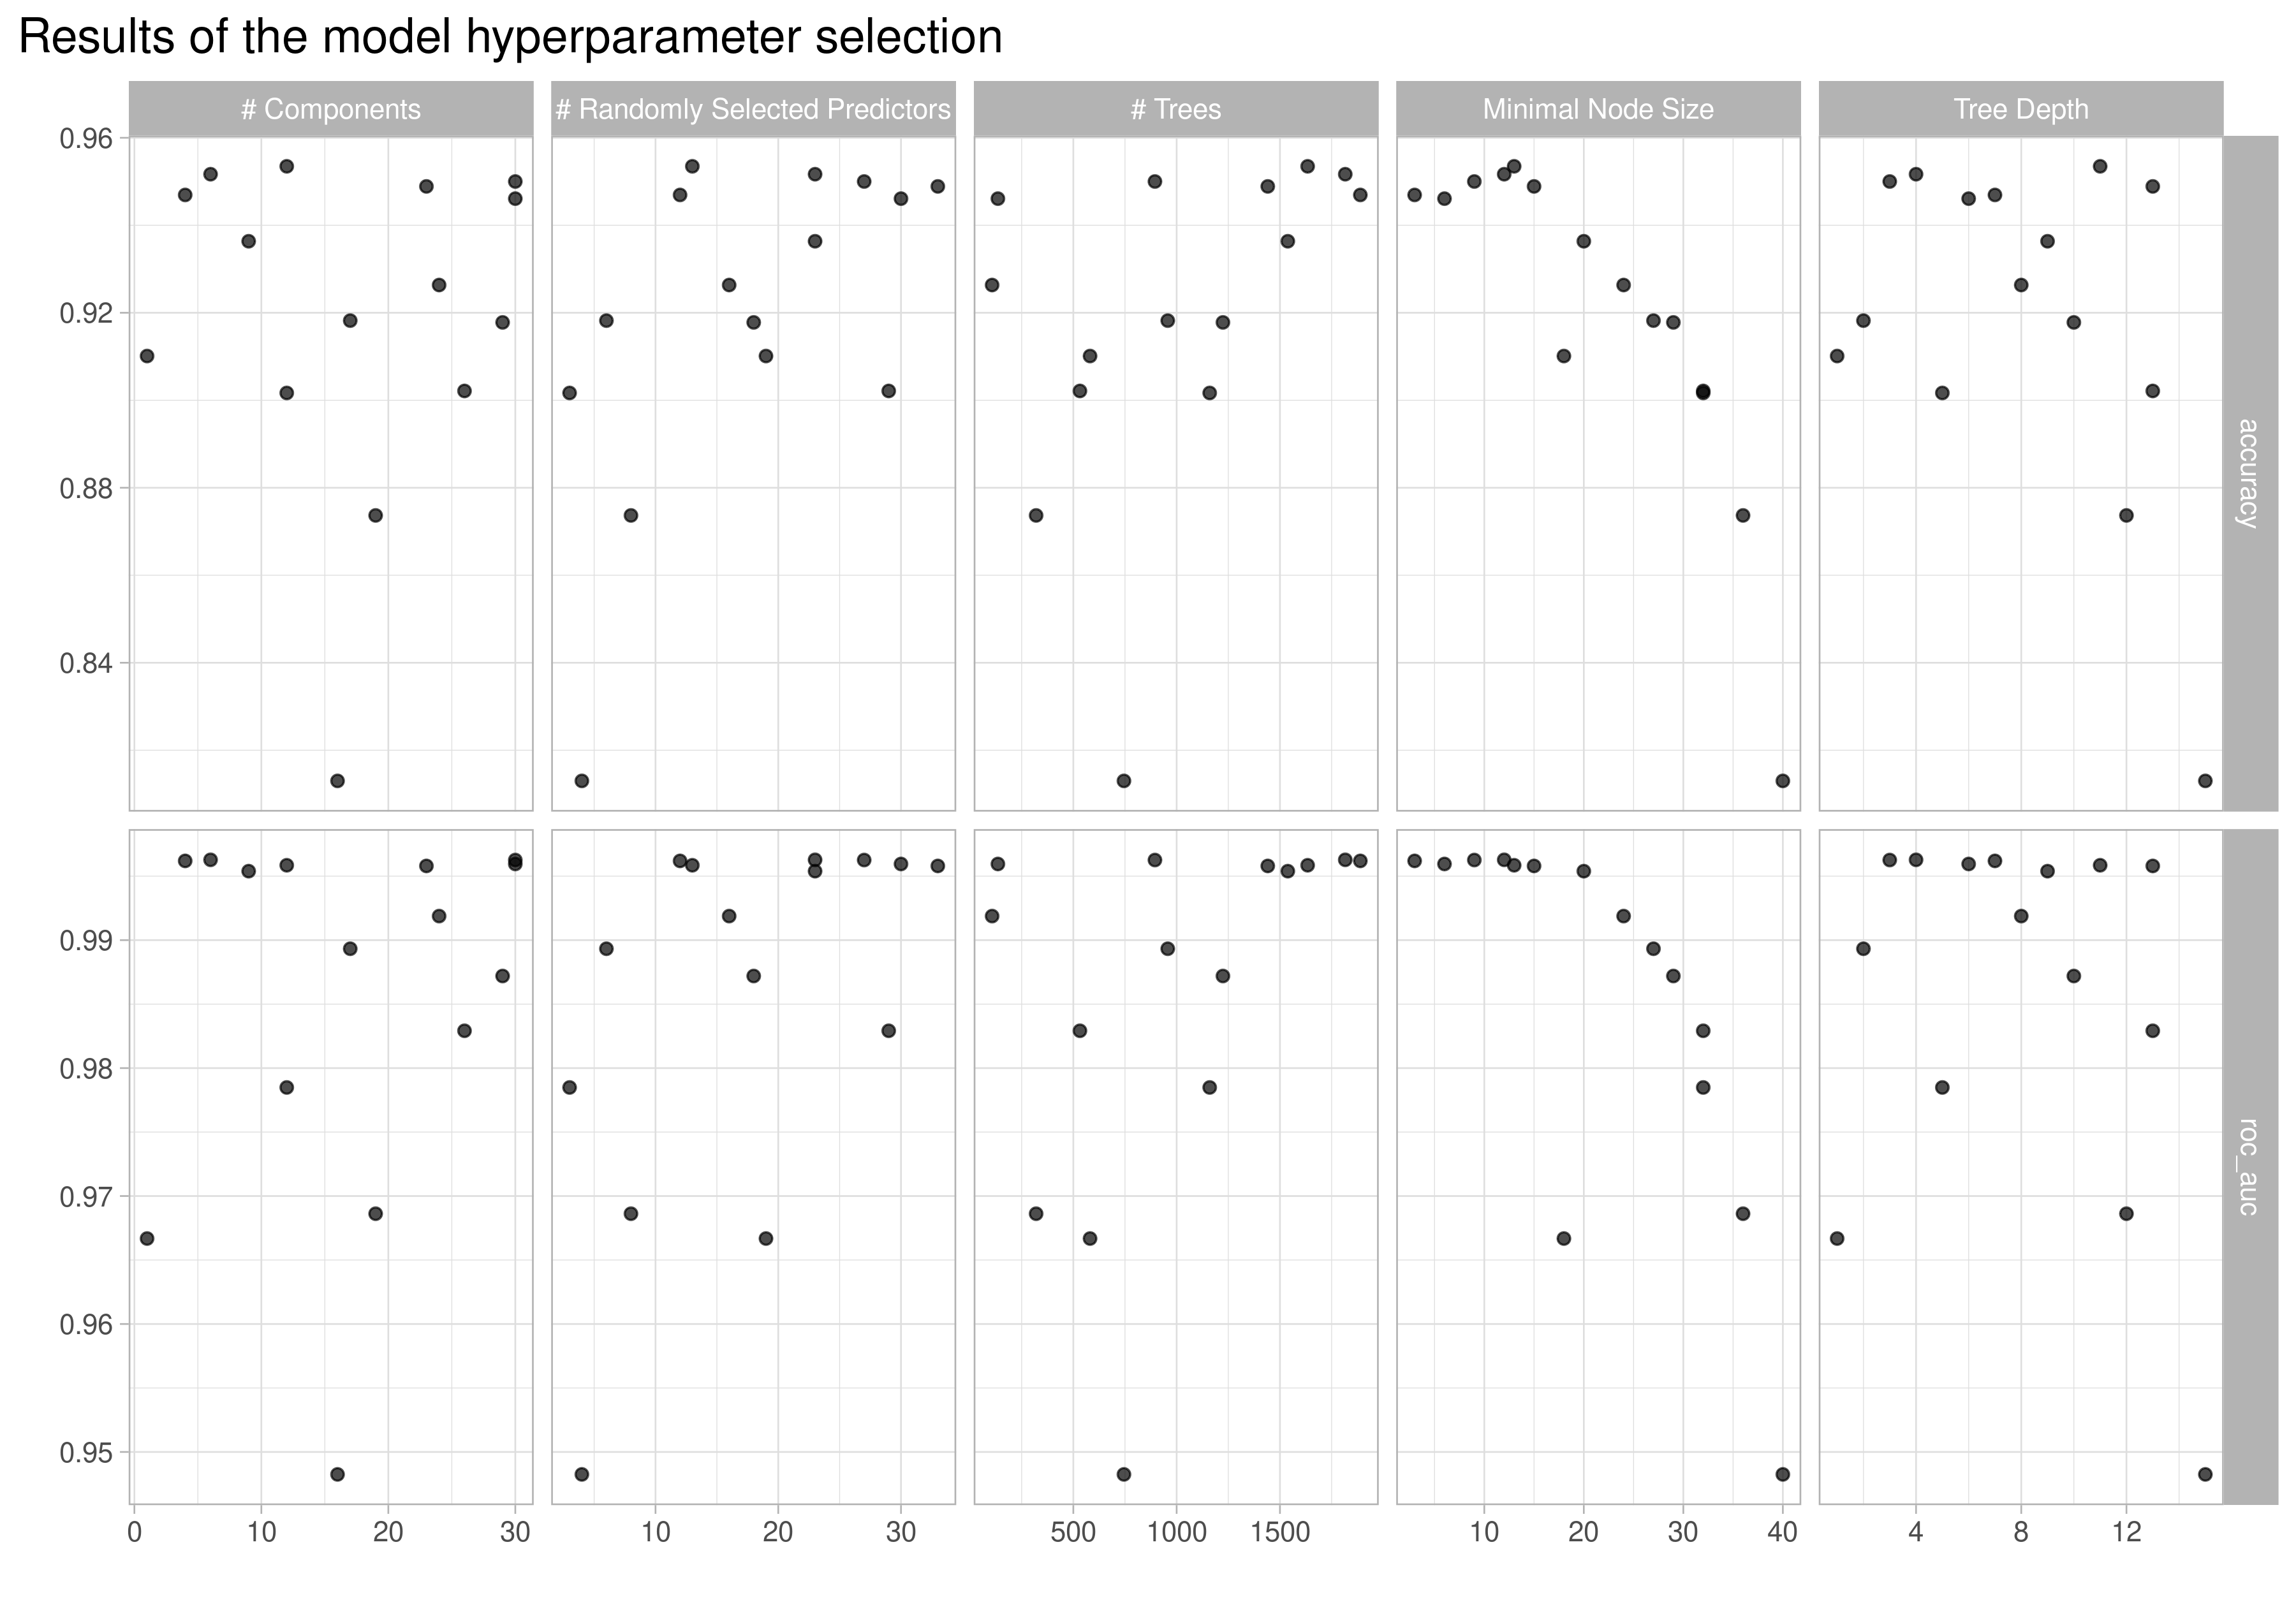 Results of the model hyperparameter selection
# Components
# Randomly Selected Predictors
# Trees
Minimal Node Size
Tree Depth
0.96
0.92
0.88
0.84
accuracy
0.99
0.98
0.97
0.96
0.95
roc_auc
0 10 20 30
10 20 30
500 1000 1500
10 20 30 40
4 8 12